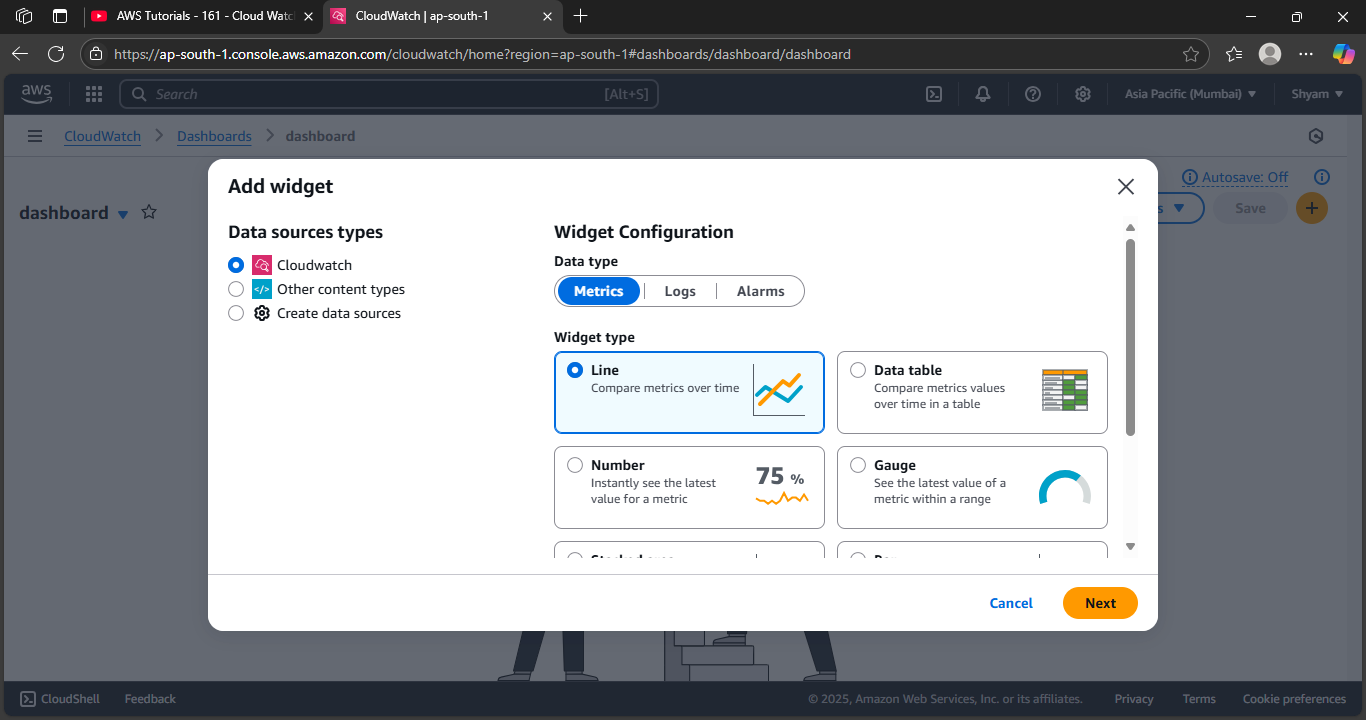 AWS Tutorials - 161 - Cloud Watc
CloudWatch | ap-south-1
https://ap-south-1.console.aws.amazon.com/cloudwatch/home?region=ap-south-1#dashboards/dashboard/dashboard
aws
Search
[Alt+S]
Asia Pacific (Mumbai)
Shyam
CloudWatch
Dashboards
dashboard
Autosave: Off
dashboard
s
Save
Add widget
Data sources types
Cloudwatch
Other content types
Create data sources
Widget Configuration
Data type
Metrics
Logs
Alarms
Widget type
Line
Compare metrics over time
Data table
Compare metrics values
over time in a table
Number
Instantly see the latest
value for a metric
75 %
Gauge
See the latest value of a
metric within a range
Cancel
Next
CloudShell
Feedback
© 2025, Amazon Web Services, Inc. or its affiliates.
Privacy
Terms
Cookie preferences